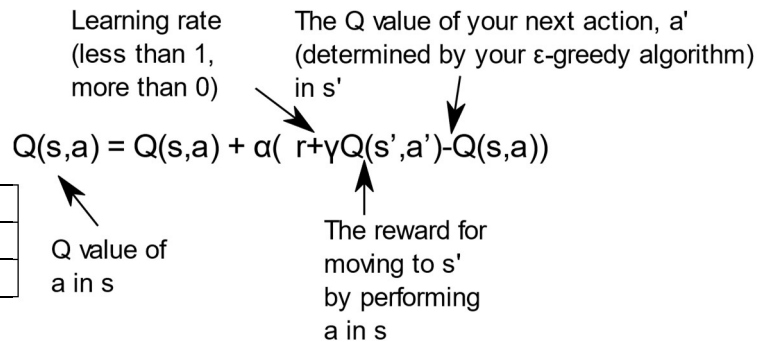 Learning rate
(less than 1,
more than 0)
The Q value of your next action, a'
(determined by your ε-greedy algorithm)
in s'
Q(s,a) = Q(s,a) + α( r+γQ(s’,a’)-Q(s,a))
Q value of
a in s
The reward for
moving to s'
by performing
a in s